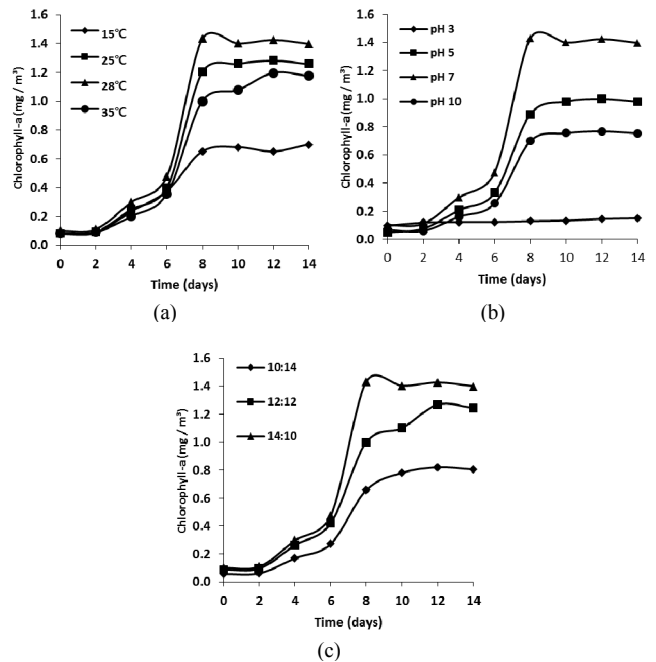 15℃
25℃
28℃
35℃
Chlorophyll-a (mg / m³)
1.6
1.4
1.2
1.0
0.8
0.6
0.4
0.2
0.0
0 2 4 6 8 10 12 14
Time (days)
(a)
pH 3
pH 5
pH 7
pH 10
Chlorophyll-a (mg / m³)
1.6
1.4
1.2
1.0
0.8
0.6
0.4
0.2
0
0 2 4 6 8 10 12 14
Time (days)
(b)
10:14
12:12
14:10
Chlorophyll-a (mg / m³)
1.6
1.4
1.2
1.0
0.8
0.6
0.4
0.2
0.0
0 2 4 6 8 10 12 14
Time (days)
(c)